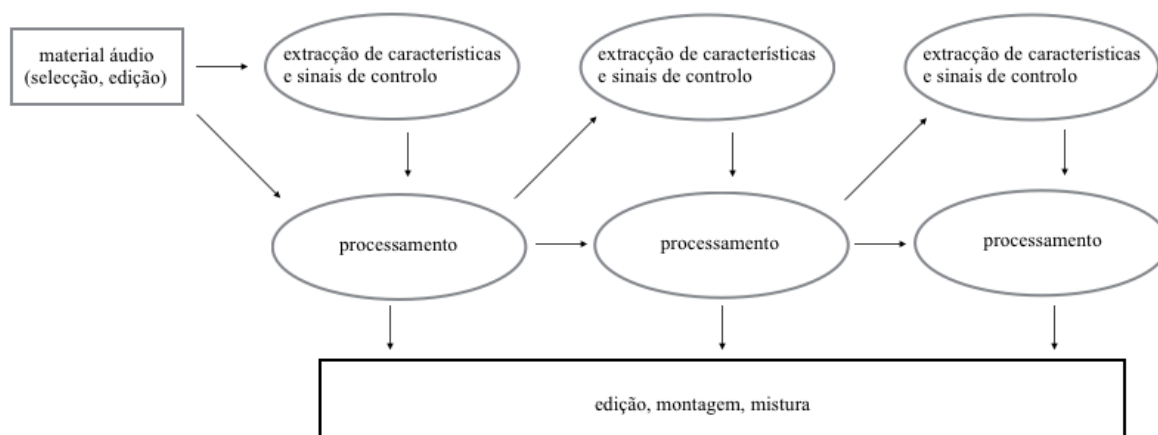 material áudio
(selecção, edição)
extracção de características
e sinais de controlo
extracção de características
e sinais de controlo
extracção de características
e sinais de controlo
processamento
processamento
processamento
edição, montagem, mistura